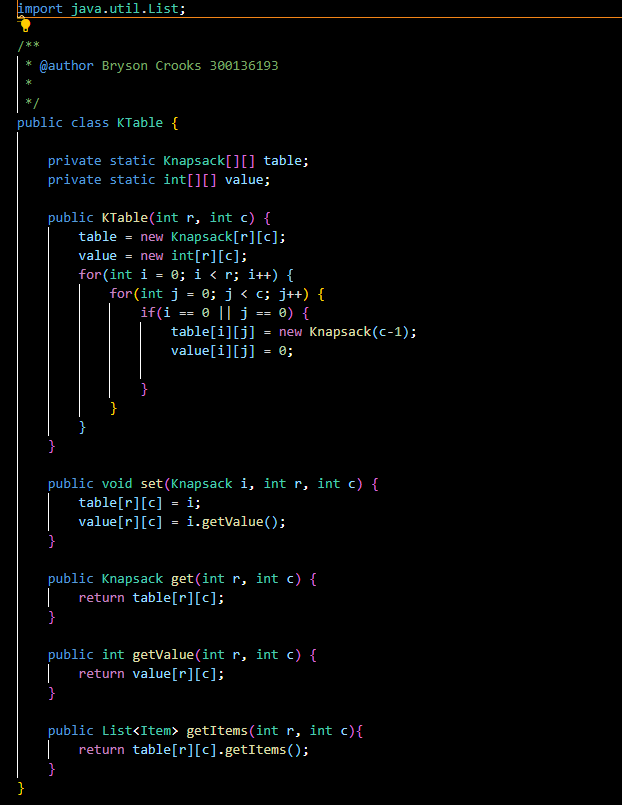 import java.util.List;
/**
 * @author Bryson Crooks 300136193
 *
 */
public class KTable {
    private static Knapsack[][] table;
    private static int[][] value;
    public KTable(int r, int c) {
        table = new Knapsack[r][c];
        value = new int[r][c];
        for(int i = 0; i < r; i++) {
            for(int j = 0; j < c; j++) {
                if(i == 0 || j == 0) {
                    table[i][j] = new Knapsack(c-1);
                    value[i][j] = 0;
                }
            }
        }
    }
    public void set(Knapsack i, int r, int c) {
        table[r][c] = i;
        value[r][c] = i.getValue();
    }
    public Knapsack get(int r, int c) {
        return table[r][c];
    }
    public int getValue(int r, int c) {
        return value[r][c];
    }
    public List<Item> getItems(int r, int c){
        return table[r][c].getItems();
    }
}